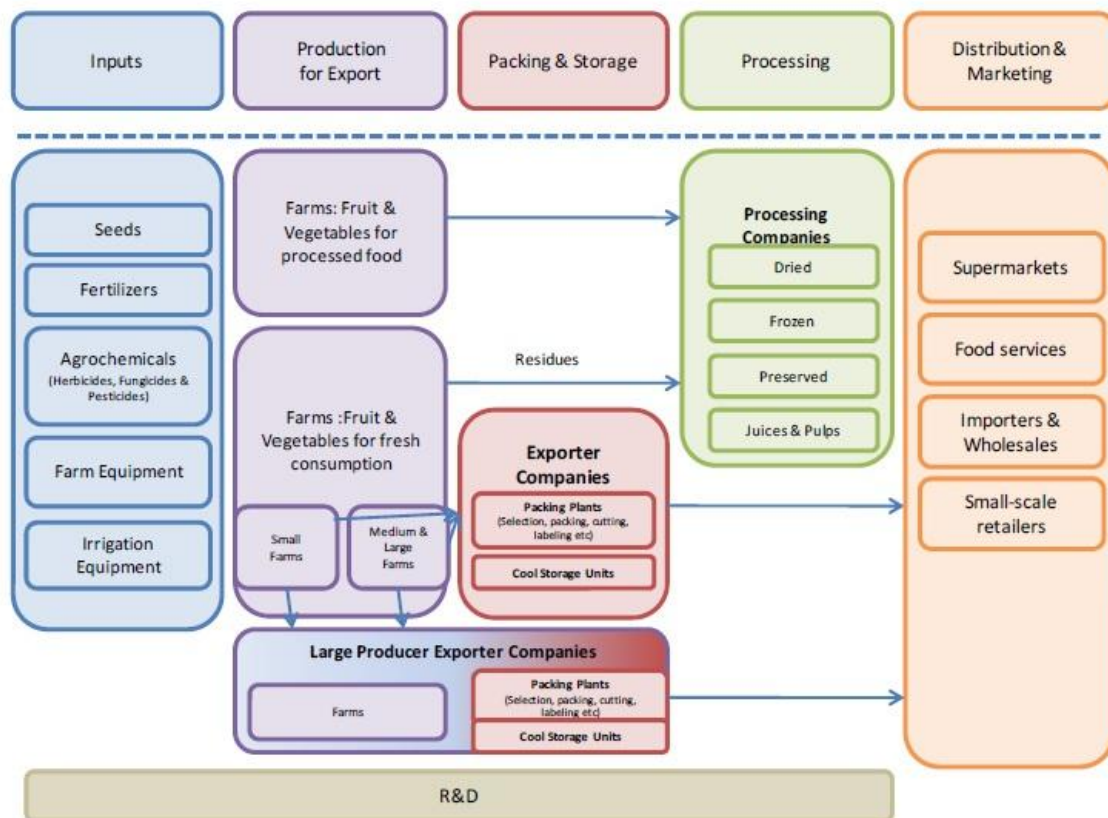 Inputs
Production
for Export
Packing & Storage
Processing
Distribution &
Marketing
Seeds
Fertilizers
Agrochemicals
(Herbicides, Fungicides &
Pesticides)
Farm Equipment
Irrigation
Equipment
Farms: Fruit &
Vegetables for
processed food
Farms :Fruit &
Vegetables for fresh
consumption
Small
Farms
Medium &
Large
Farms
Residues
Exporter
Companies
Packing Plants
(Selection, packing, cutting,
labeling etc)
Cool Storage Units
Large Producer Exporter Companies
Farms
Packing Plants
(Selection, packing, cutting,
labeling etc)
Cool Storage Units
Processing
Companies
Dried
Frozen
Preserved
Juices & Pulps
Supermarkets
Food services
Importers &
Wholesales
Small-scale
retailers
R&D